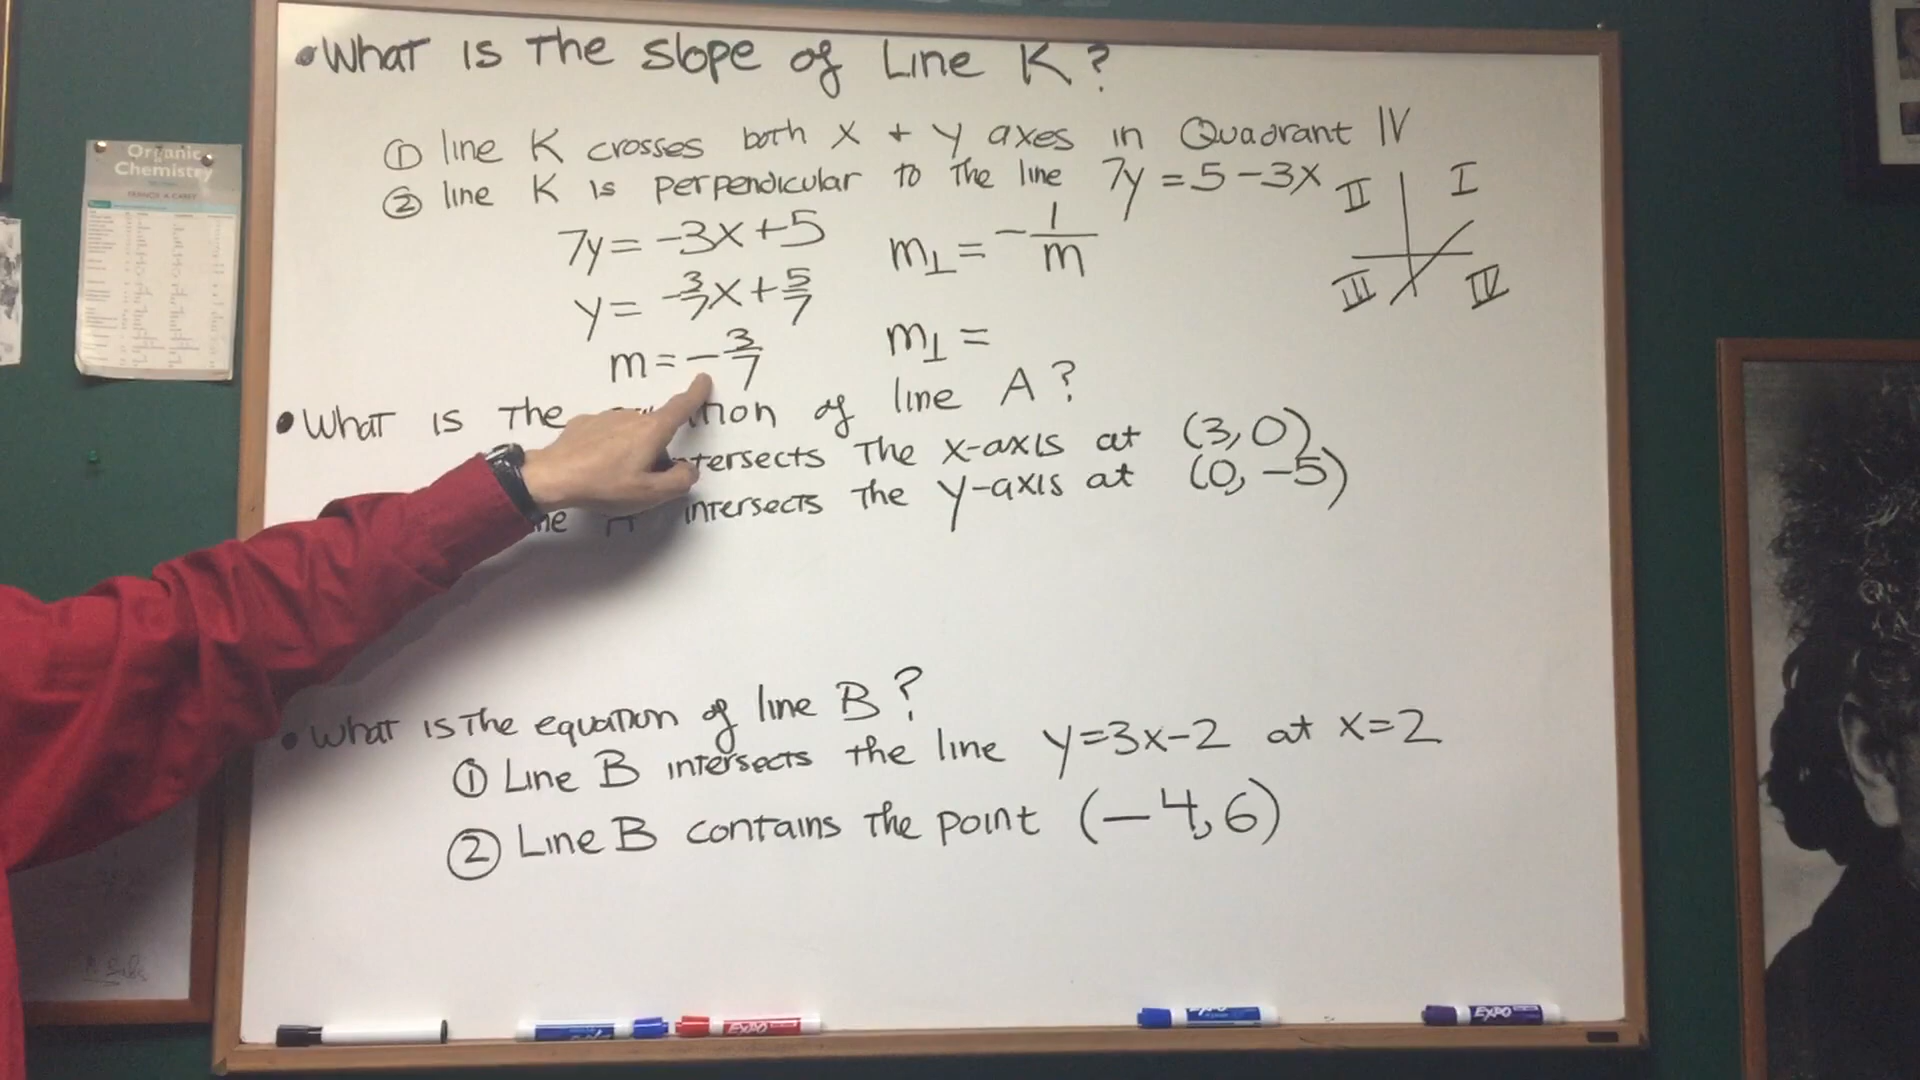 • What is the slope of Line K?
① line K crosses both x + y axes in Quadrant IV
② line K is perpendicular to the line 7y = 5 - 3x
7y = -3x + 5
y = -3/7x + 5/7
m = -3/7
m⊥ = -1/m
m⊥ =
II I
III IV
• What is the of line A?
intersects the x-axis at (3, 0)
intersects the y-axis at (0, -5)
• What is the equation of line B?
① Line B intersects the line y=3x-2 at x=2
② Line B contains the point (-4, 6)
Organic
Chemistry
EXPO
EXPO